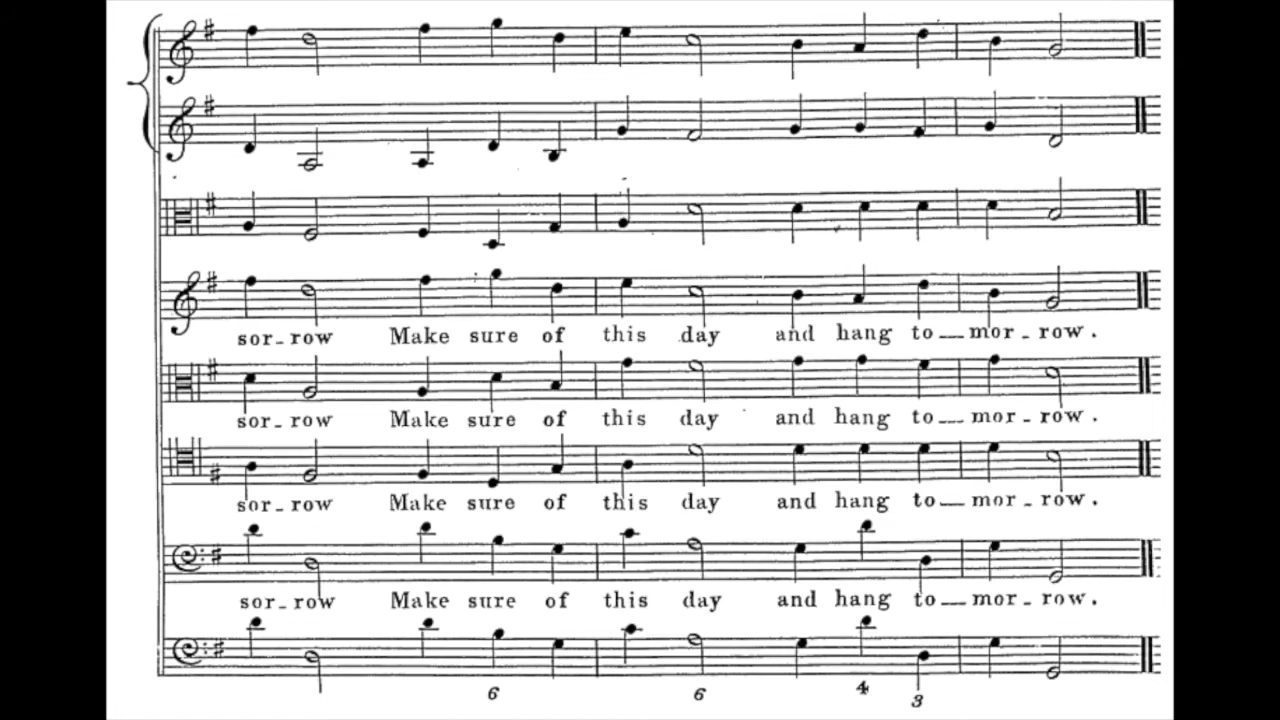 sor - row Make sure of this day and hang to — mor - row.
sor - row Make sure of this day and hang to — mor - row.
sor - row Make sure of this day and hang to — mor - row.
sor - row Make sure of this day and hang to — mor - row.
6 6 4 3